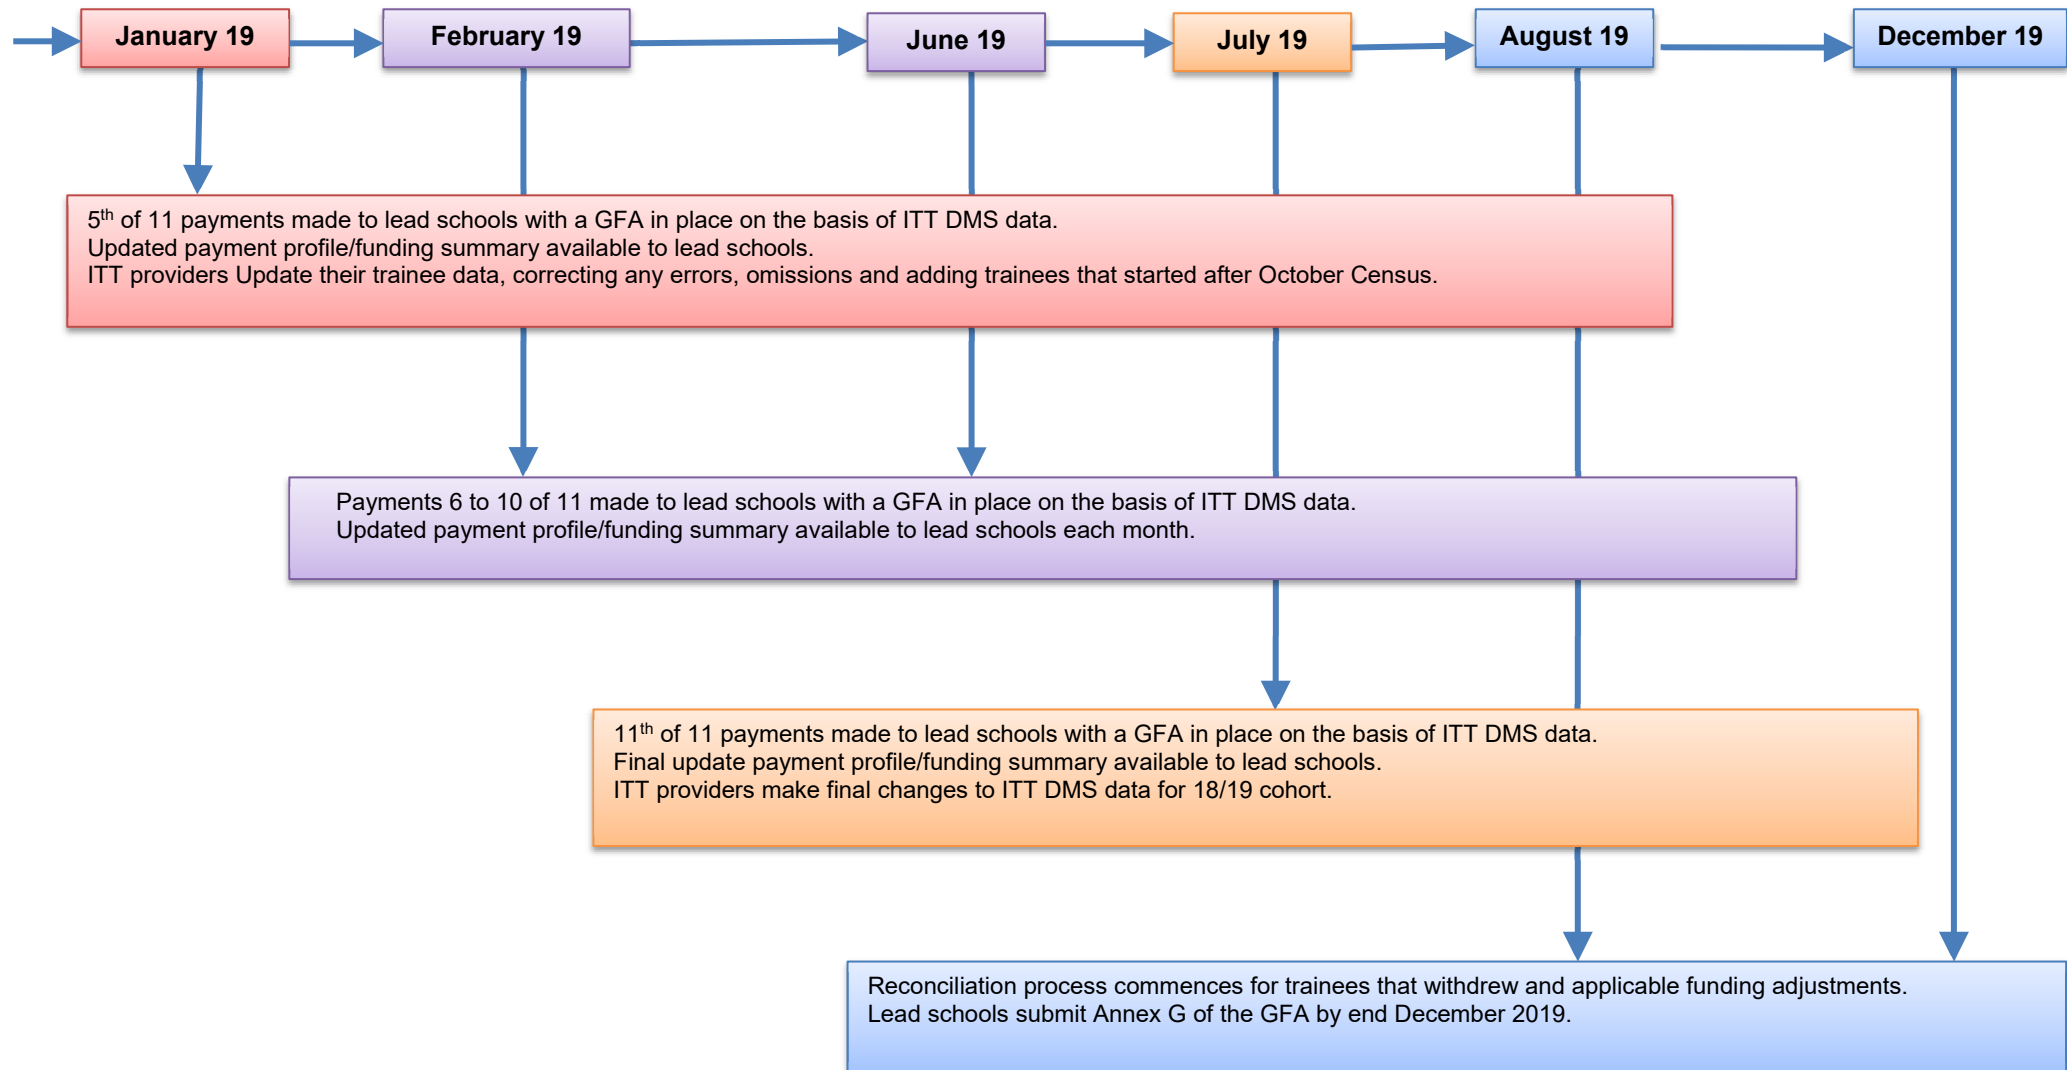 January 19
February 19
June 19
July 19
August 19
December 19
5th of 11 payments made to lead schools with a GFA in place on the basis of ITT DMS data.
Updated payment profile/funding summary available to lead schools.
ITT providers Update their trainee data, correcting any errors, omissions and adding trainees that started after October Census.
Payments 6 to 10 of 11 made to lead schools with a GFA in place on the basis of ITT DMS data.
Updated payment profile/funding summary available to lead schools each month.
11th of 11 payments made to lead schools with a GFA in place on the basis of ITT DMS data.
Final update payment profile/funding summary available to lead schools.
ITT providers make final changes to ITT DMS data for 18/19 cohort.
Reconciliation process commences for trainees that withdrew and applicable funding adjustments.
Lead schools submit Annex G of the GFA by end December 2019.